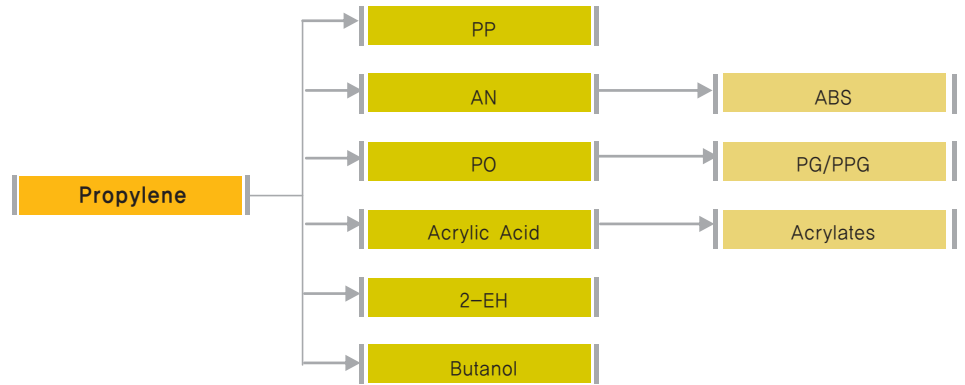 PP
AN
ABS
PO
PG/PPG
Propylene
Acrylic Acid
Acrylates
2-EH
Butanol